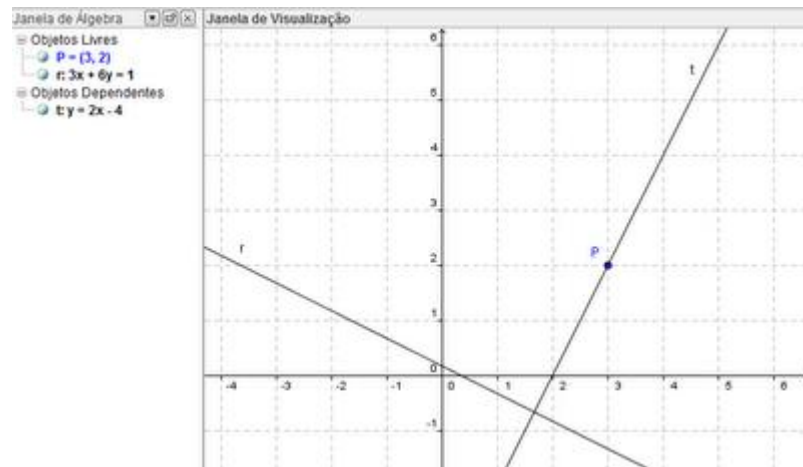 Janela de Álgebra
Objetos Livres
P = (3, 2)
r: 3x + 6y = 1
Objetos Dependentes
t: y = 2x - 4
Janela de Visualização
6
t
5
4
3
r
P
2
1
0
-4 -3 -2 -1 0 1 2 3 4 5 6
-1